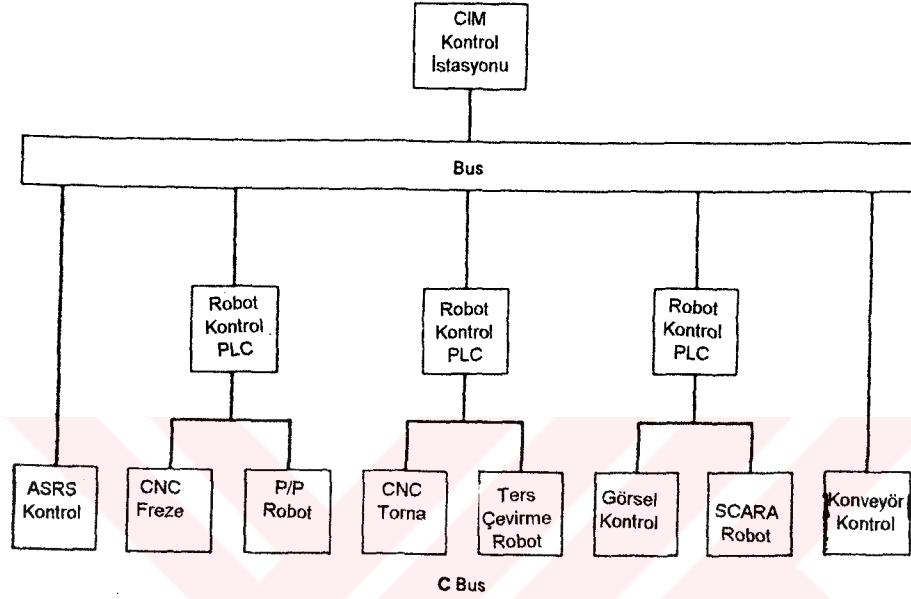 CIM
Kontrol
İstasyonu
Bus
Robot
Kontrol
PLC
Robot
Kontrol
PLC
Robot
Kontrol
PLC
ASRS
Kontrol
CNC
Freze
P/P
Robot
CNC
Torna
Ters
Çevirme
Robot
Görsel
Kontrol
SCARA
Robot
Konveyör
Kontrol
C Bus